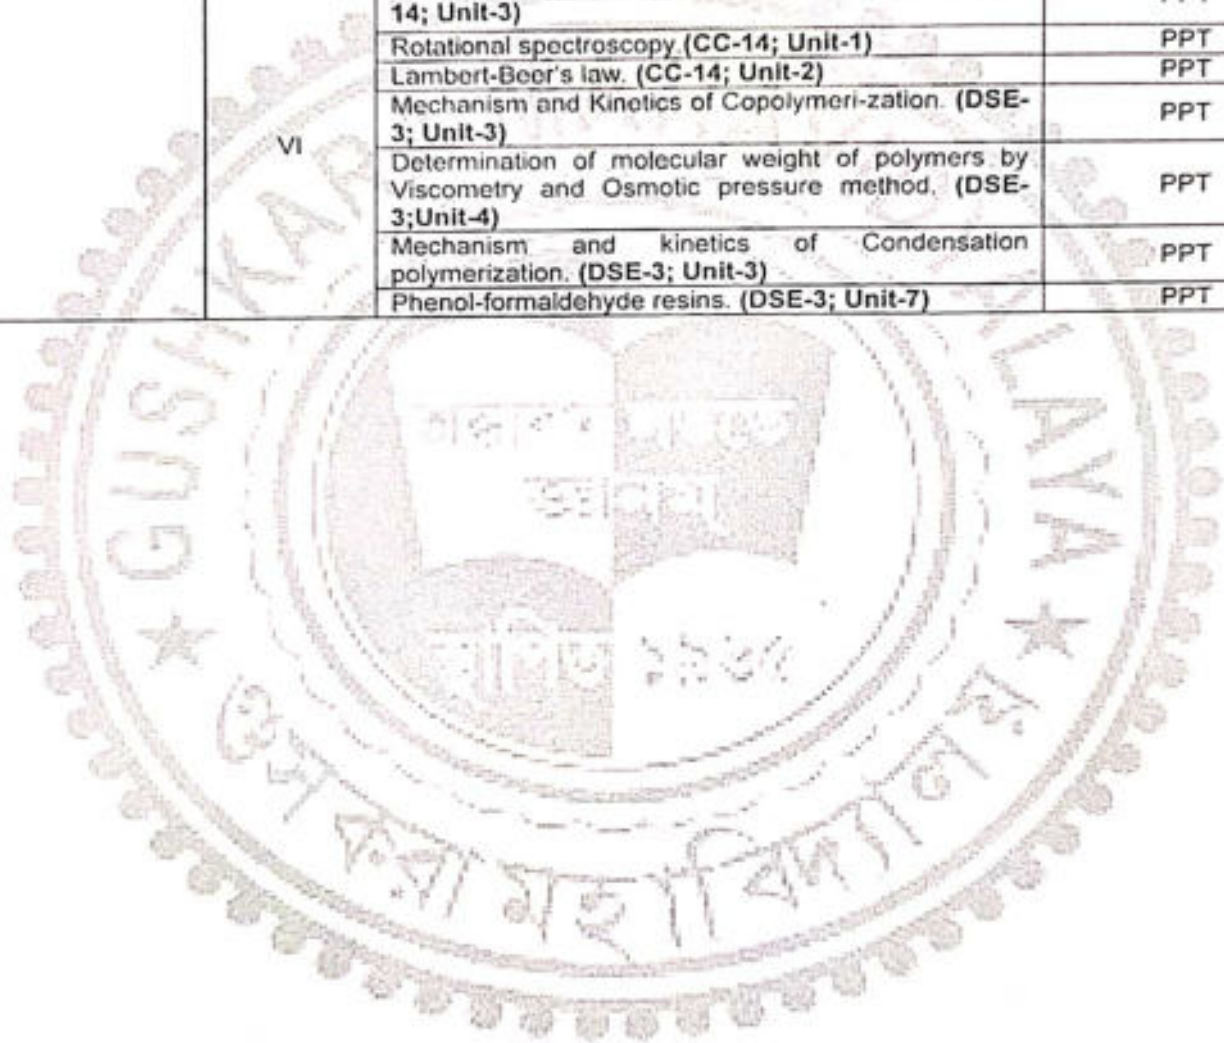 14; Unit-3)
Rotational spectroscopy.(CC-14; Unit-1) PPT
Lambert-Beer's law. (CC-14; Unit-2) PPT
Mechanism and Kinetics of Copolymeri-zation. (DSE-
3; Unit-3) PPT
VI
Determination of molecular weight of polymers by
Viscometry and Osmotic pressure method. (DSE-
3;Unit-4) PPT
Mechanism and kinetics of Condensation
polymerization. (DSE-3; Unit-3) PPT
Phenol-formaldehyde resins. (DSE-3; Unit-7) PPT
GUSH KAR LAYA